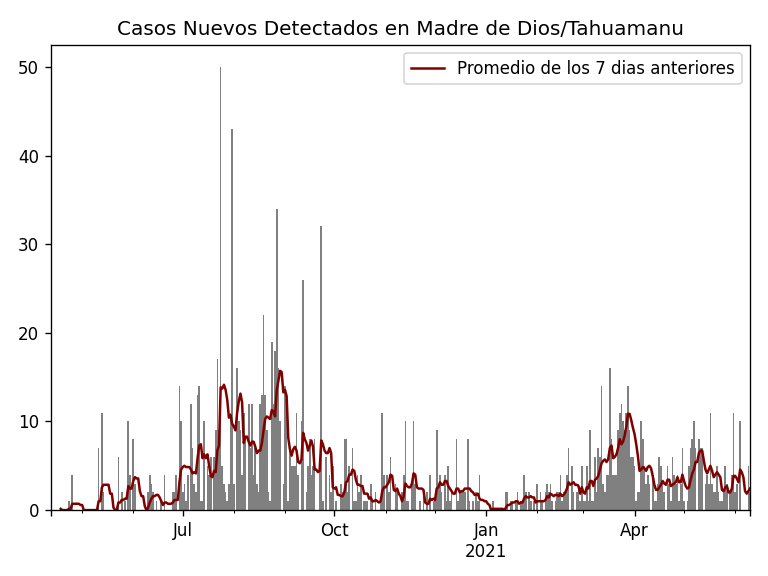 Casos Nuevos Detectados en Madre de Dios/Tahuamanu
Promedio de los 7 dias anteriores
50
40
30
20
10
0
Jul
Oct
Jan
2021
Apr